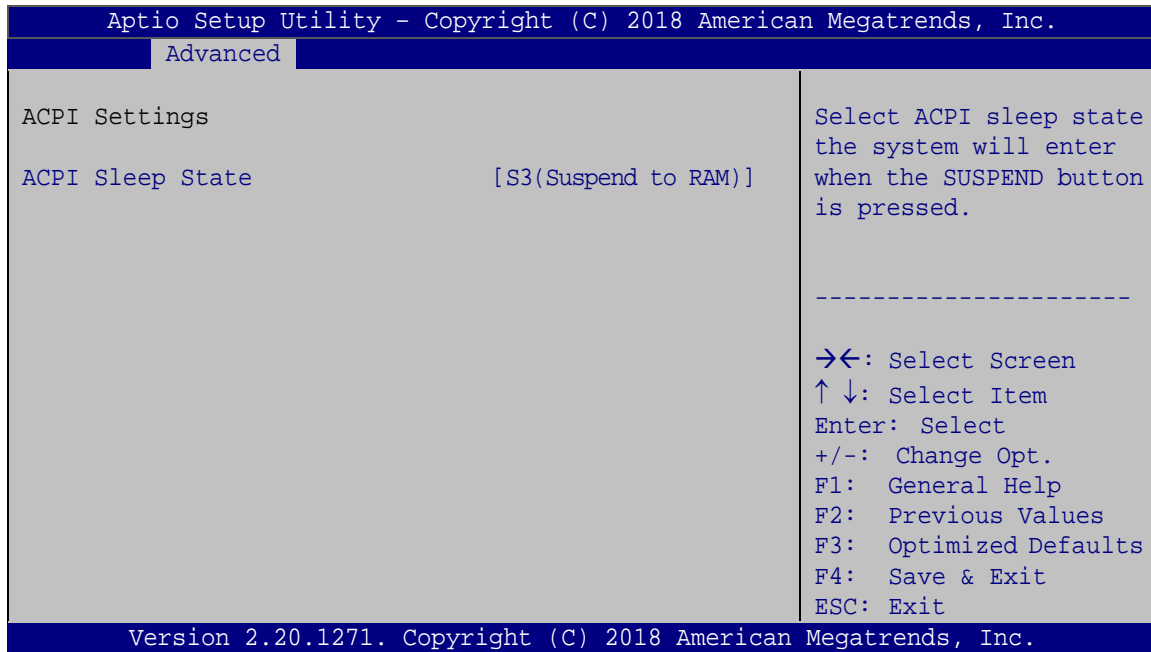 Aptio Setup Utility – Copyright (C) 2018 American Megatrends, Inc.
Advanced
ACPI Settings
ACPI Sleep State [S3(Suspend to RAM)]
Select ACPI sleep state
the system will enter
when the SUSPEND button
is pressed.
----------------------
→←: Select Screen
↑ ↓: Select Item
Enter: Select
+/-: Change Opt.
F1: General Help
F2: Previous Values
F3: Optimized Defaults
F4: Save & Exit
ESC: Exit
Version 2.20.1271. Copyright (C) 2018 American Megatrends, Inc.